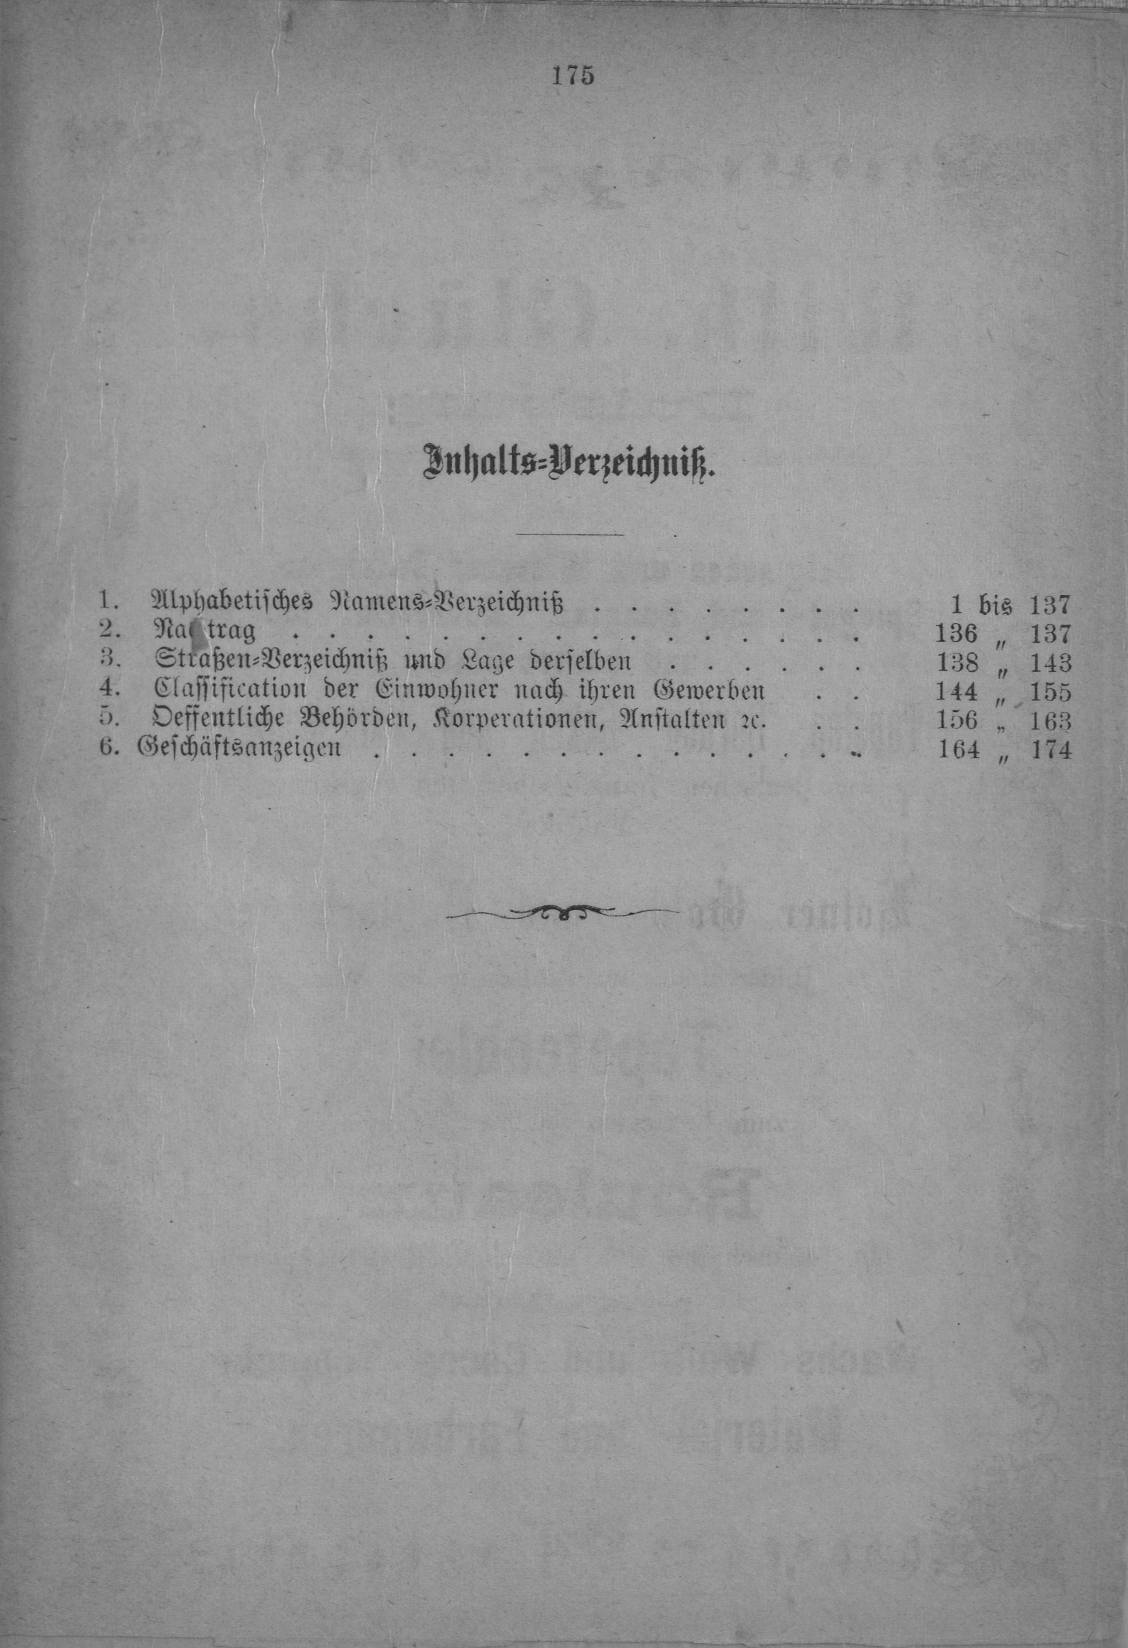 175
Inhalts-Verzeichniß.
1. Alphabetisches Namens-Verzeichniß . . . . . . . . 1 bis 137
2. Nachtrag . . . . . . . . . . . . . . . . 136 „ 137
3. Straßen-Verzeichniß und Lage derselben . . . . . . 138 „ 143
4. Classification der Einwohner nach ihren Gewerben . . 144 „ 155
5. Oeffentliche Behörden, Korperationen, Anstalten ꝛc. . . 156 „ 163
6. Geschäftsanzeigen . . . . . . . . . . . . . . 164 „ 174